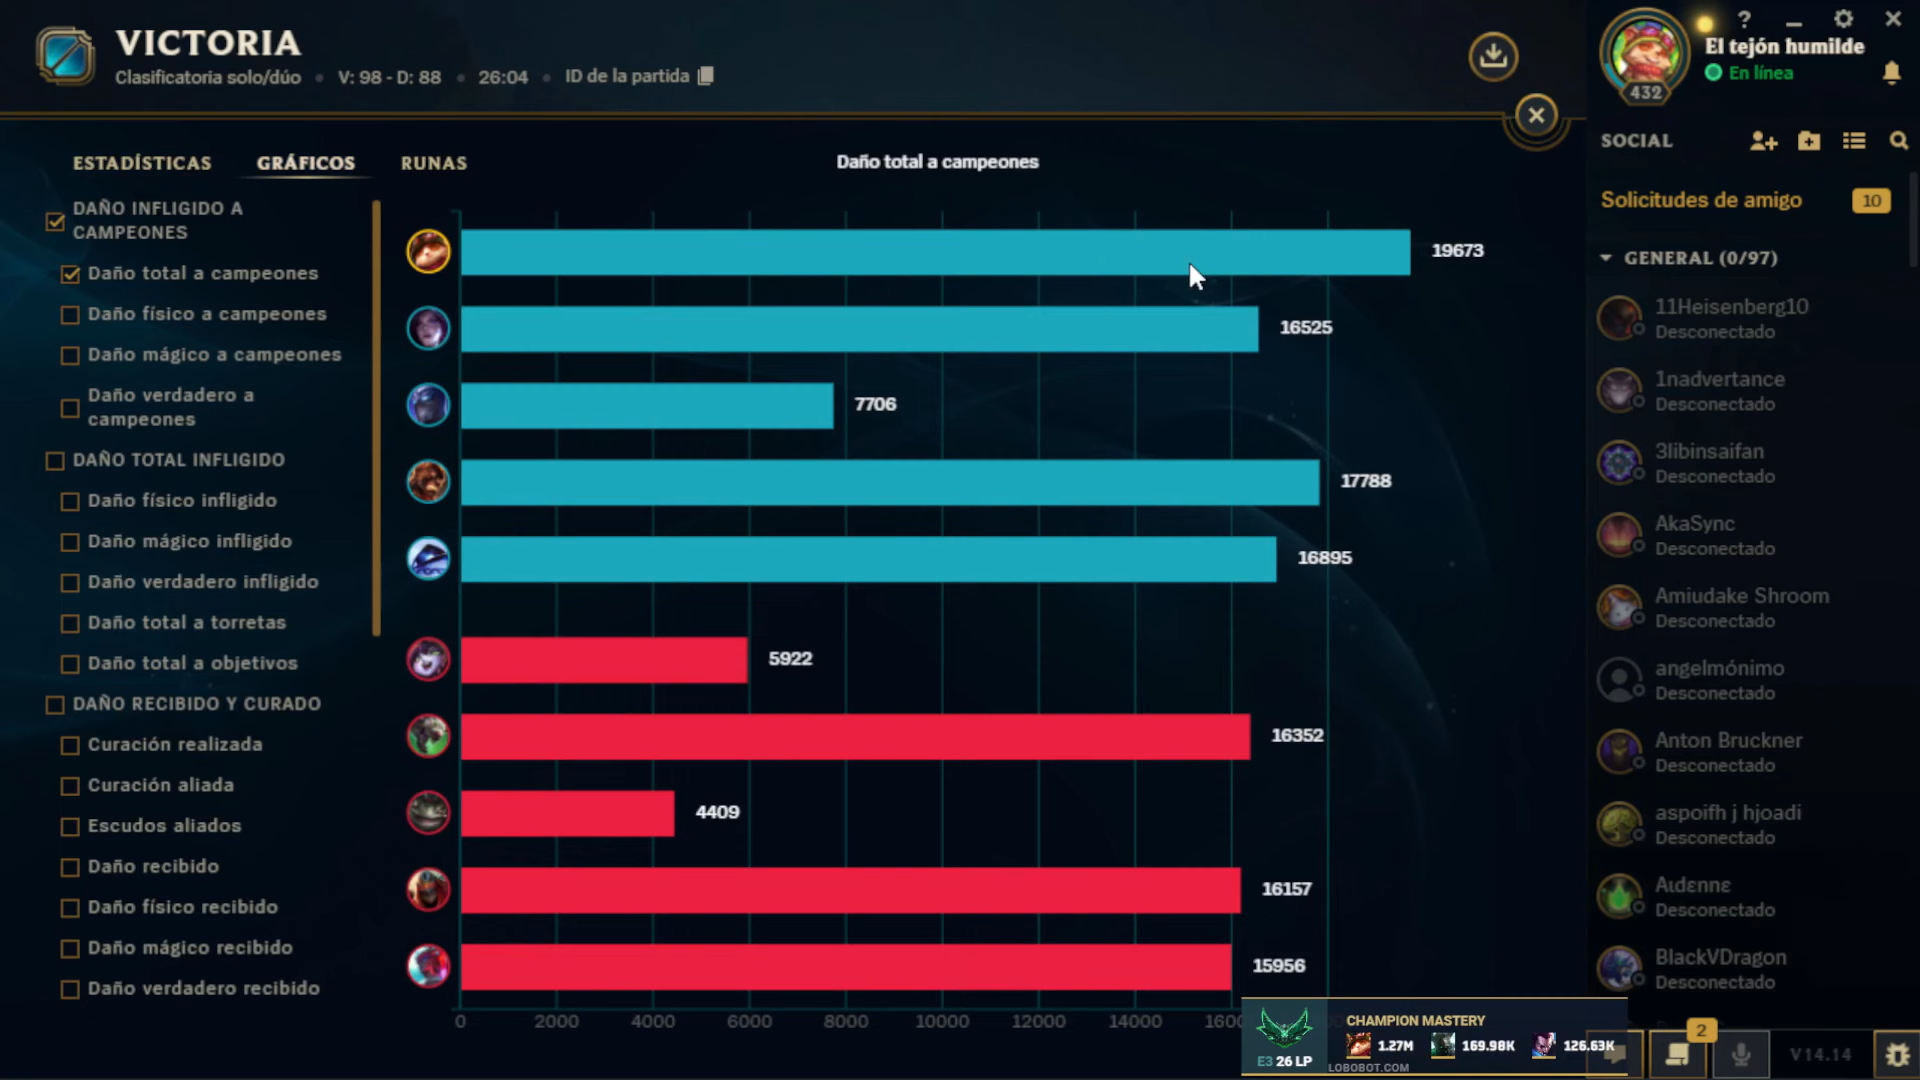 VICTORIA
Clasificatoria solo/dúo • V: 98 - D: 88 • 26:04 • ID de la partida
ESTADÍSTICAS GRÁFICOS RUNAS
Daño total a campeones
DAÑO INFLIGIDO A
CAMPEONES
Daño total a campeones
Daño físico a campeones
Daño mágico a campeones
Daño verdadero a
campeones
DAÑO TOTAL INFLIGIDO
Daño físico infligido
Daño mágico infligido
Daño verdadero infligido
Daño total a torretas
Daño total a objetivos
DAÑO RECIBIDO Y CURADO
Curación realizada
Curación aliada
Escudos aliados
Daño recibido
Daño físico recibido
Daño mágico recibido
Daño verdadero recibido
19673
16525
7706
17788
16895
5922
16352
4409
16157
15956
0 2000 4000 6000 8000 10000 12000 14000
CHAMPION MASTERY
1.27M 169.98K 126.63K
E3 26 LP
LOBOBOT.COM
?
El tejón humilde
En línea
432
SOCIAL
Solicitudes de amigo 10
GENERAL (0/97)
11Heisenberg10
Desconectado
1nadvertance
Desconectado
3libinsaifan
Desconectado
AkaSync
Desconectado
Amiudake Shroom
Desconectado
angelmónimo
Desconectado
Anton Bruckner
Desconectado
aspoifh j hjoadi
Desconectado
Aιdεnnε
Desconectado
BlackVDragon
Desconectado
2
V14.14